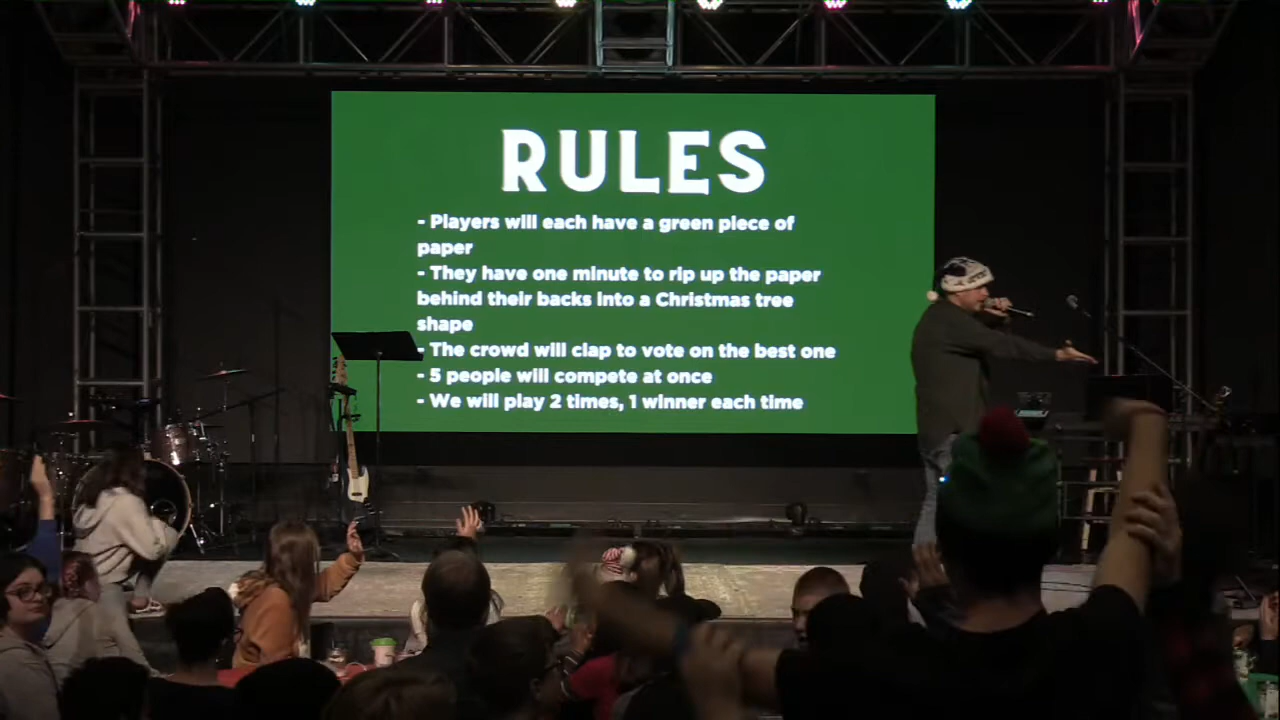 RULES
- Players will each have a green piece of
paper
- They have one minute to rip up the paper
behind their backs into a Christmas tree
shape
- The crowd will clap to vote on the best one
- 5 people will compete at once
- We will play 2 times, 1 winner each time